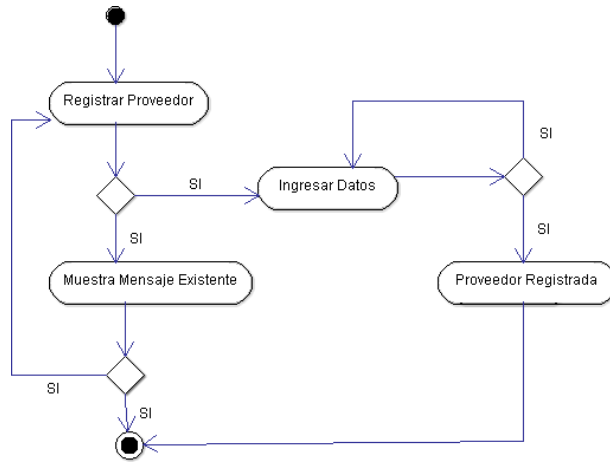 Registrar Proveedor
SI
SI
Ingresar Datos
SI
SI
Muestra Mensaje Existente
Proveedor Registrada
SI
SI